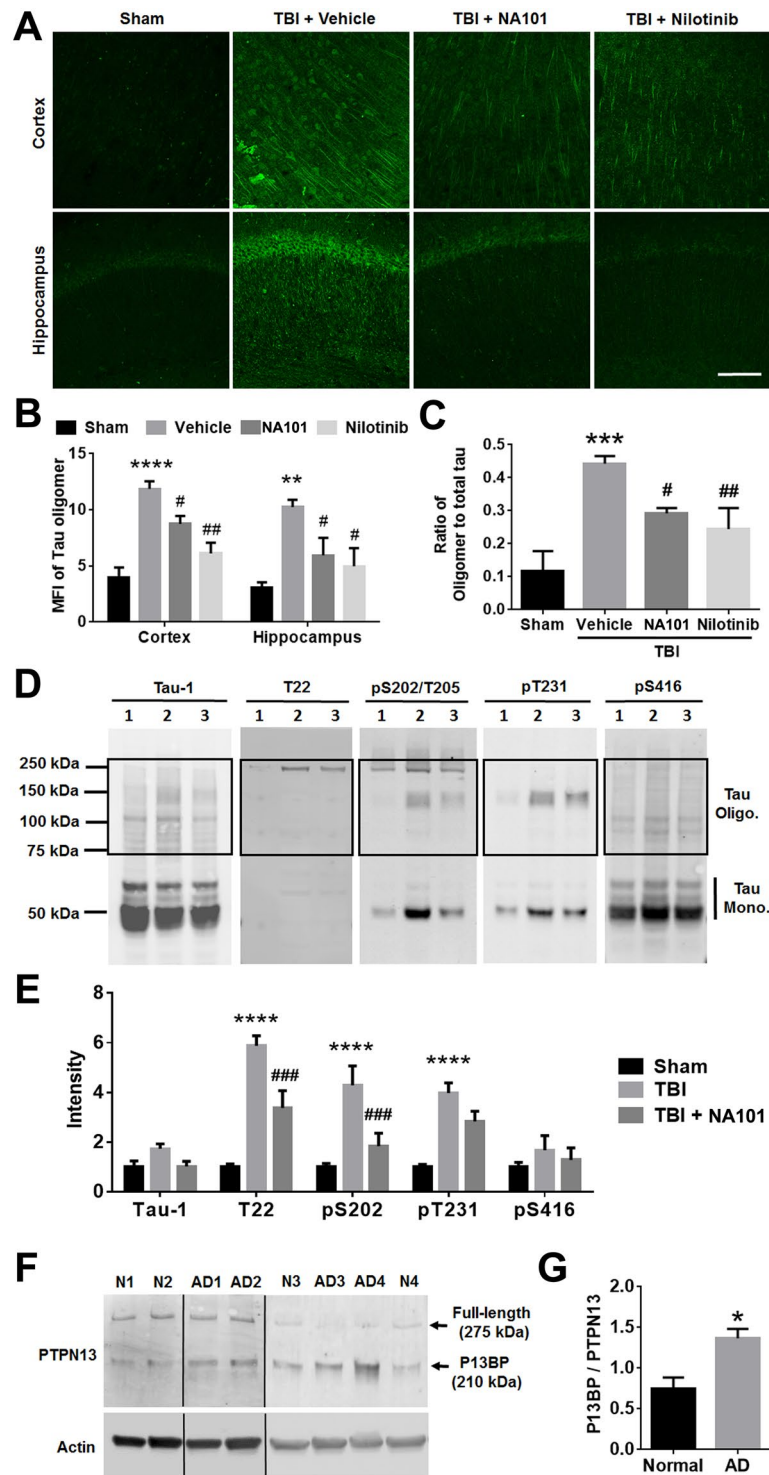 A
Sham TBI + Vehicle TBI + NA101 TBI + Nilotinib
Cortex
Hippocampus
B
Sham Vehicle NA101 Nilotinib
MFI of Tau oligomer
15
10
5
0
**** # ##
** # #
Cortex Hippocampus
C
Ratio of
Oligomer to total tau
0.5
0.4
0.3
0.2
0.1
0.0
*** # ##
Sham Vehicle NA101 Nilotinib
TBI
D
Tau-1 T22 pS202/T205 pT231 pS416
1 2 3 1 2 3 1 2 3 1 2 3 1 2 3
250 kDa
150 kDa
100 kDa
75 kDa
50 kDa
Tau
Oligo.
Tau
Mono.
E
Intensity
8
6
4
2
0
**** ###
**** ###
****
Tau-1 T22 pS202 pT231 pS416
Sham
TBI
TBI + NA101
F
N1 N2 AD1 AD2 N3 AD3 AD4 N4
PTPN13
Full-length
(275 kDa)
P13BP
(210 kDa)
Actin
G
P13BP / PTPN13
2.0
1.5
1.0
0.5
0.0
*
Normal AD